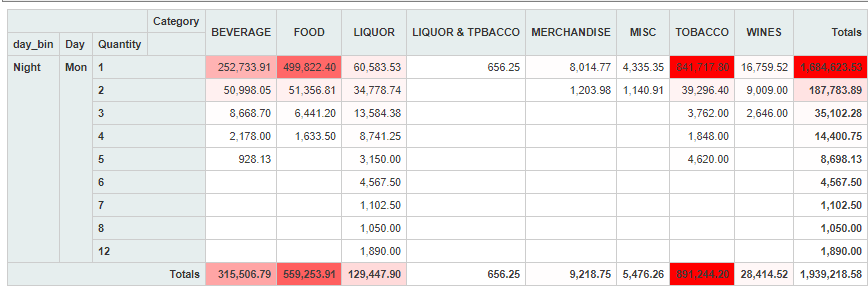 Category
BEVERAGE FOOD LIQUOR LIQUOR & TPBACCO MERCHANDISE MISC TOBACCO WINES Totals
day_bin Day Quantity
Night Mon 1 252,733.91 499,822.40 60,583.53 656.25 8,014.77 4,335.35 841,717.80 16,759.52 1,684,623.53
2 50,998.05 51,356.81 34,778.74 1,203.98 1,140.91 39,296.40 9,009.00 187,783.89
3 8,668.70 6,441.20 13,584.38 3,762.00 2,646.00 35,102.28
4 2,178.00 1,633.50 8,741.25 1,848.00 14,400.75
5 928.13 3,150.00 4,620.00 8,698.13
6 4,567.50 4,567.50
7 1,102.50 1,102.50
8 1,050.00 1,050.00
12 1,890.00 1,890.00
Totals 315,506.79 559,253.91 129,447.90 656.25 9,218.75 5,476.26 891,244.20 28,414.52 1,939,218.58